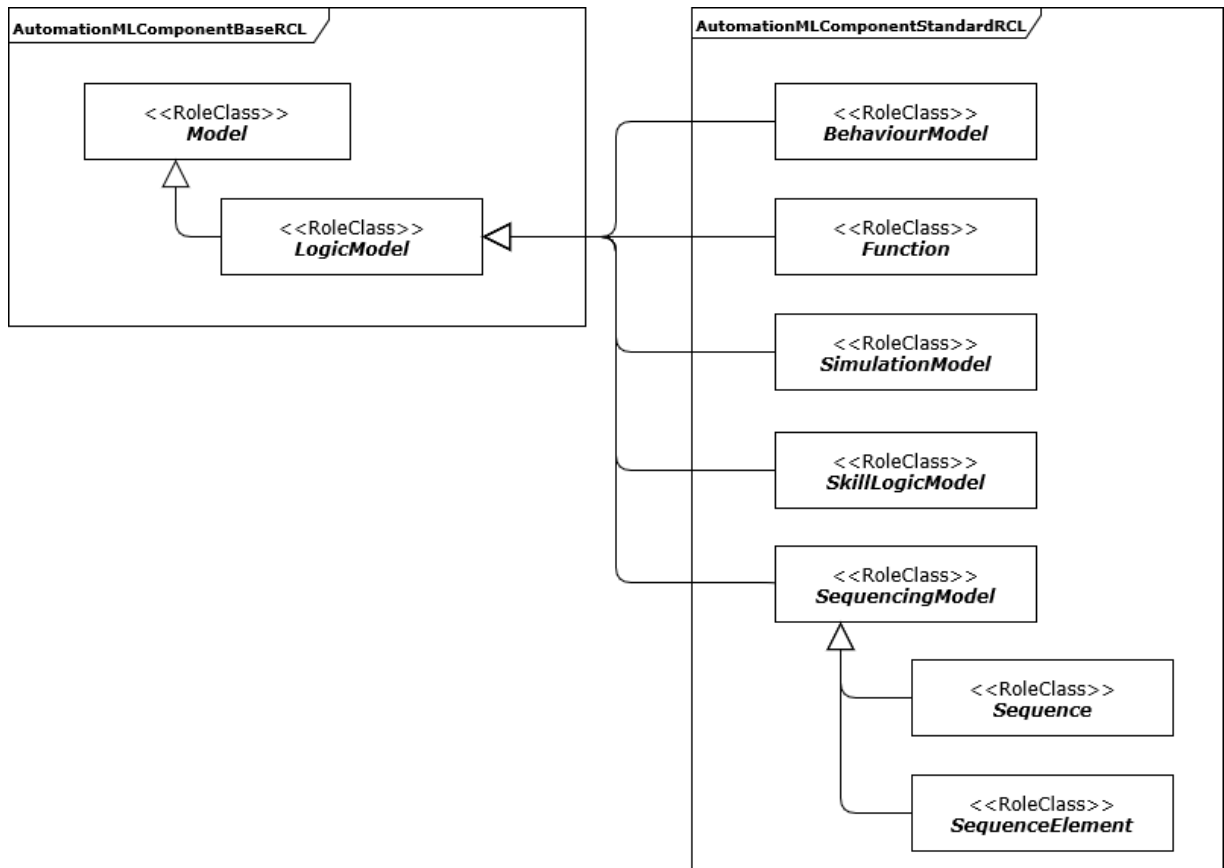 AutomationMLComponentBaseRCL
<<RoleClass>>
Model
<<RoleClass>>
LogicModel
AutomationMLComponentStandardRCL
<<RoleClass>>
BehaviourModel
<<RoleClass>>
Function
<<RoleClass>>
SimulationModel
<<RoleClass>>
SkillLogicModel
<<RoleClass>>
SequencingModel
<<RoleClass>>
Sequence
<<RoleClass>>
SequenceElement